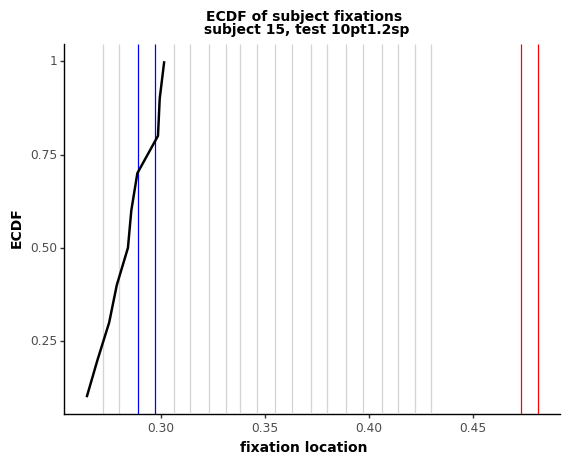 ECDF of subject fixations
subject 15, test 10pt1.2sp
1
0.75
0.50
0.25
ECDF
0.30 0.35 0.40 0.45
fixation location